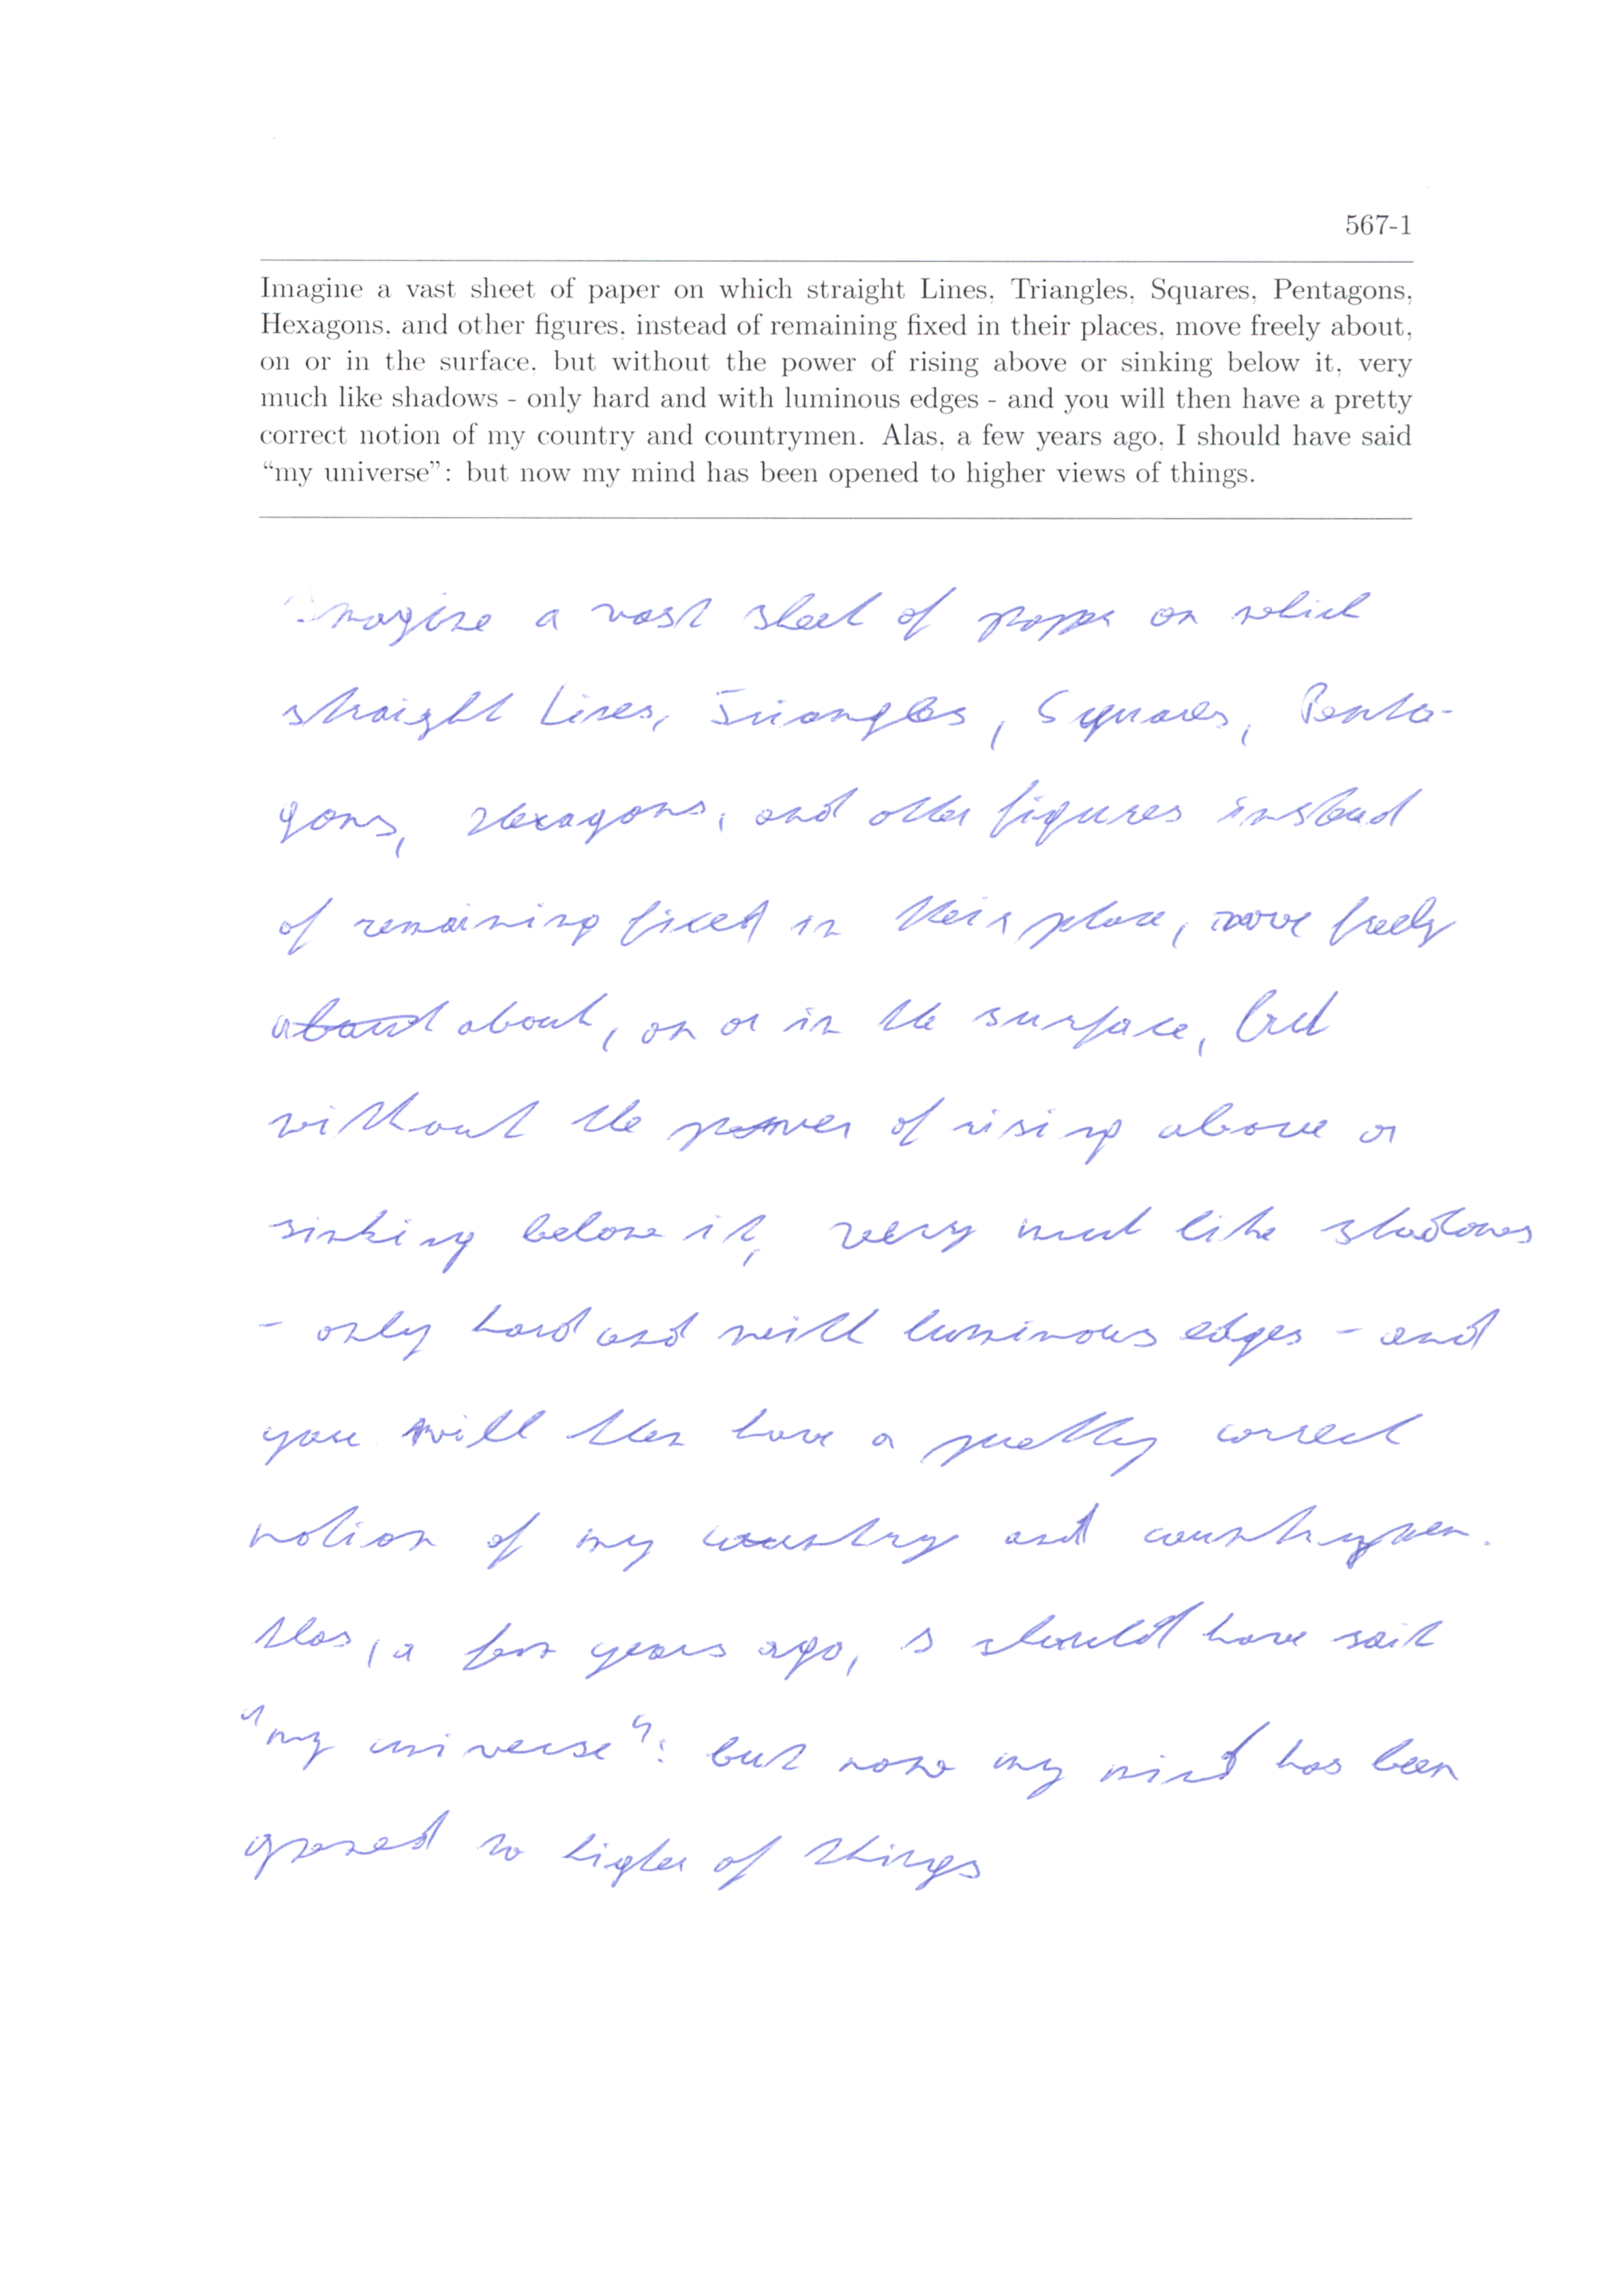 567-1
Imagine a vast sheet of paper on which straight Lines, Triangles, Squares, Pentagons,
Hexagons, and other figures, instead of remaining fixed in their places, move freely about,
on or in the surface, but without the power of rising above or sinking below it, very
much like shadows - only hard and with luminous edges - and you will then have a pretty
correct notion of my country and countrymen. Alas, a few years ago, I should have said
“my universe”: but now my mind has been opened to higher views of things.
Imagine a vast sheet of paper on which
straight Lines, Triangles, Squares, Penta-
gons, Hexagons, and other figures instead
of remaining fixed in their place, move freely
about, on or in the surface, but
without the power of rising above or
sinking below it, very much like shadows
- only hard and with luminous edges - and
you will then have a pretty correct
notion of my country and countrymen.
Alas, a few years ago, I should have said
"my universe": but now my mind has been
opened to higher of things